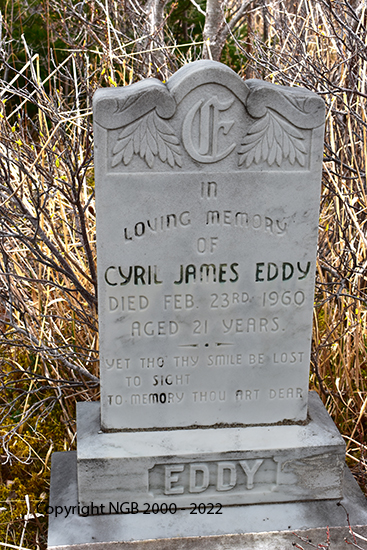 E
IN
LOVING MEMORY
OF
CYRIL JAMES EDDY
DIED FEB. 23RD, 1960
AGED 21 YEARS.
YET THO THY SMILE BE LOST
TO SIGHT
TO MEMORY THOU ART DEAR
EDDY
Copyright NGB 2000 - 2022